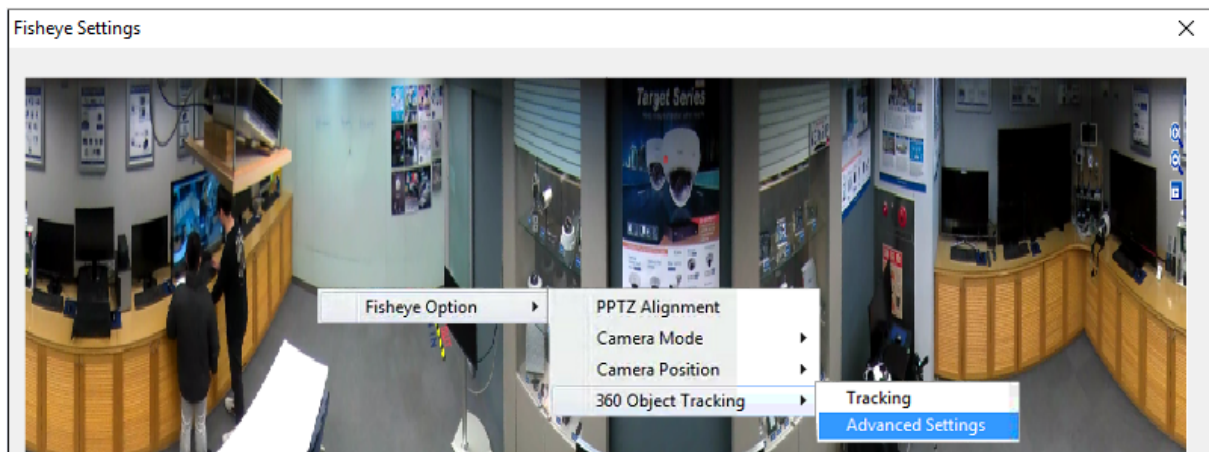 Fisheye Settings
Target Series
Fisheye Option
PPTZ Alignment
Camera Mode
Camera Position
360 Object Tracking
Tracking
Advanced Settings